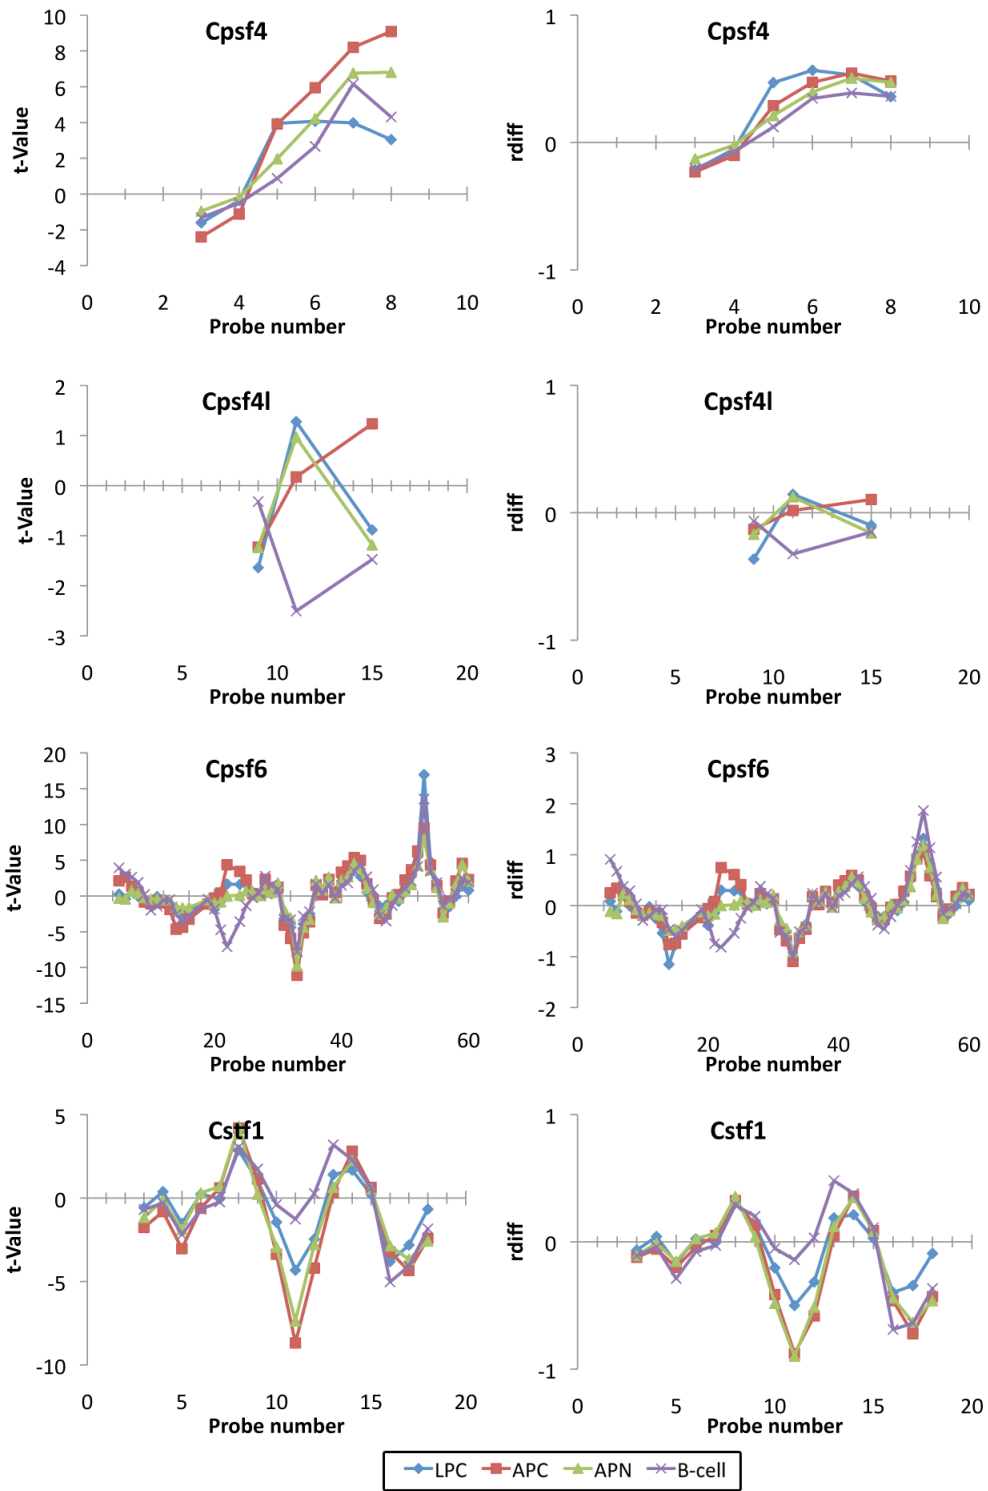 Cpsf4
10
8
6
4
2
0
-2
-4
t-Value
0 2 4 6 8 10
Probe number
Cpsf4
1
0
-1
rdiff
0 2 4 6 8 10
Probe number
Cpsf4l
2
1
0
-1
-2
-3
t-Value
0 5 10 15 20
Probe number
Cpsf4l
1
0
-1
rdiff
0 5 10 15 20
Probe number
Cpsf6
20
15
10
5
0
-5
-10
-15
t-Value
0 20 40 60
Probe number
Cpsf6
3
2
1
0
-1
-2
rdiff
0 20 40 60
Probe number
Cstf1
5
0
-5
-10
t-Value
0 5 10 15 20
Probe number
Cstf1
1
0
-1
rdiff
0 5 10 15 20
Probe number
LPC APC APN B-cell